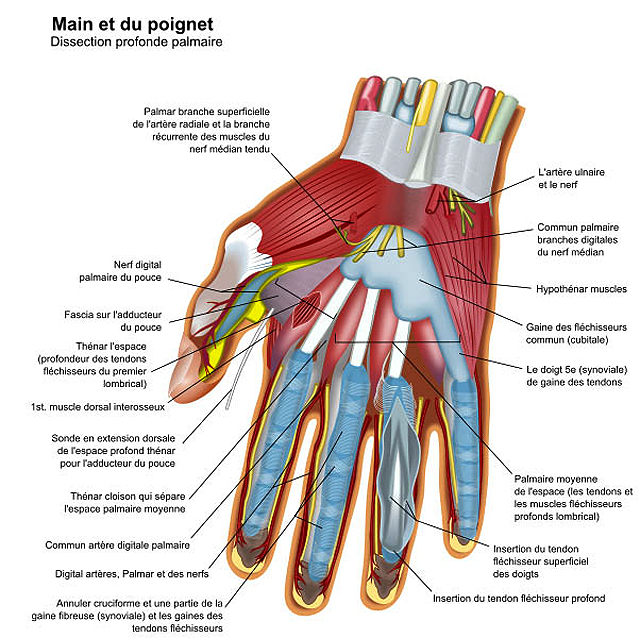 Main et du poignet
Dissection profonde palmaire
Palmar branche superficielle
de l'artère radiale et la branche
récurrente des muscles du
nerf médian tendu
L'artère ulnaire
et le nerf
Commun palmaire
branches digitales
du nerf médian
Nerf digital
palmaire du pouce
Hypothénar muscles
Fascia sur l'adducteur
du pouce
Gaine des fléchisseurs
commun (cubitale)
Thénar l'espace
(profondeur des tendons
fléchisseurs du premier
lombrical)
Le doigt 5e (synoviale)
de gaine des tendons
1st. muscle dorsal interosseux
Sonde en extension dorsale
de l'espace profond thénar
pour l'adducteur du pouce
Palmaire moyenne
de l'espace (les tendons et
les muscles fléchisseurs
profonds lombrical)
Thénar cloison qui sépare
l'espace palmaire moyenne
Commun artère digitale palmaire
Insertion du tendon
fléchisseur superficiel
des doigts
Digital artères, Palmar et des nerfs
Insertion du tendon fléchisseur profond
Annuler cruciforme et une partie de la
gaine fibreuse (synoviale) et les gaines des
tendons fléchisseurs